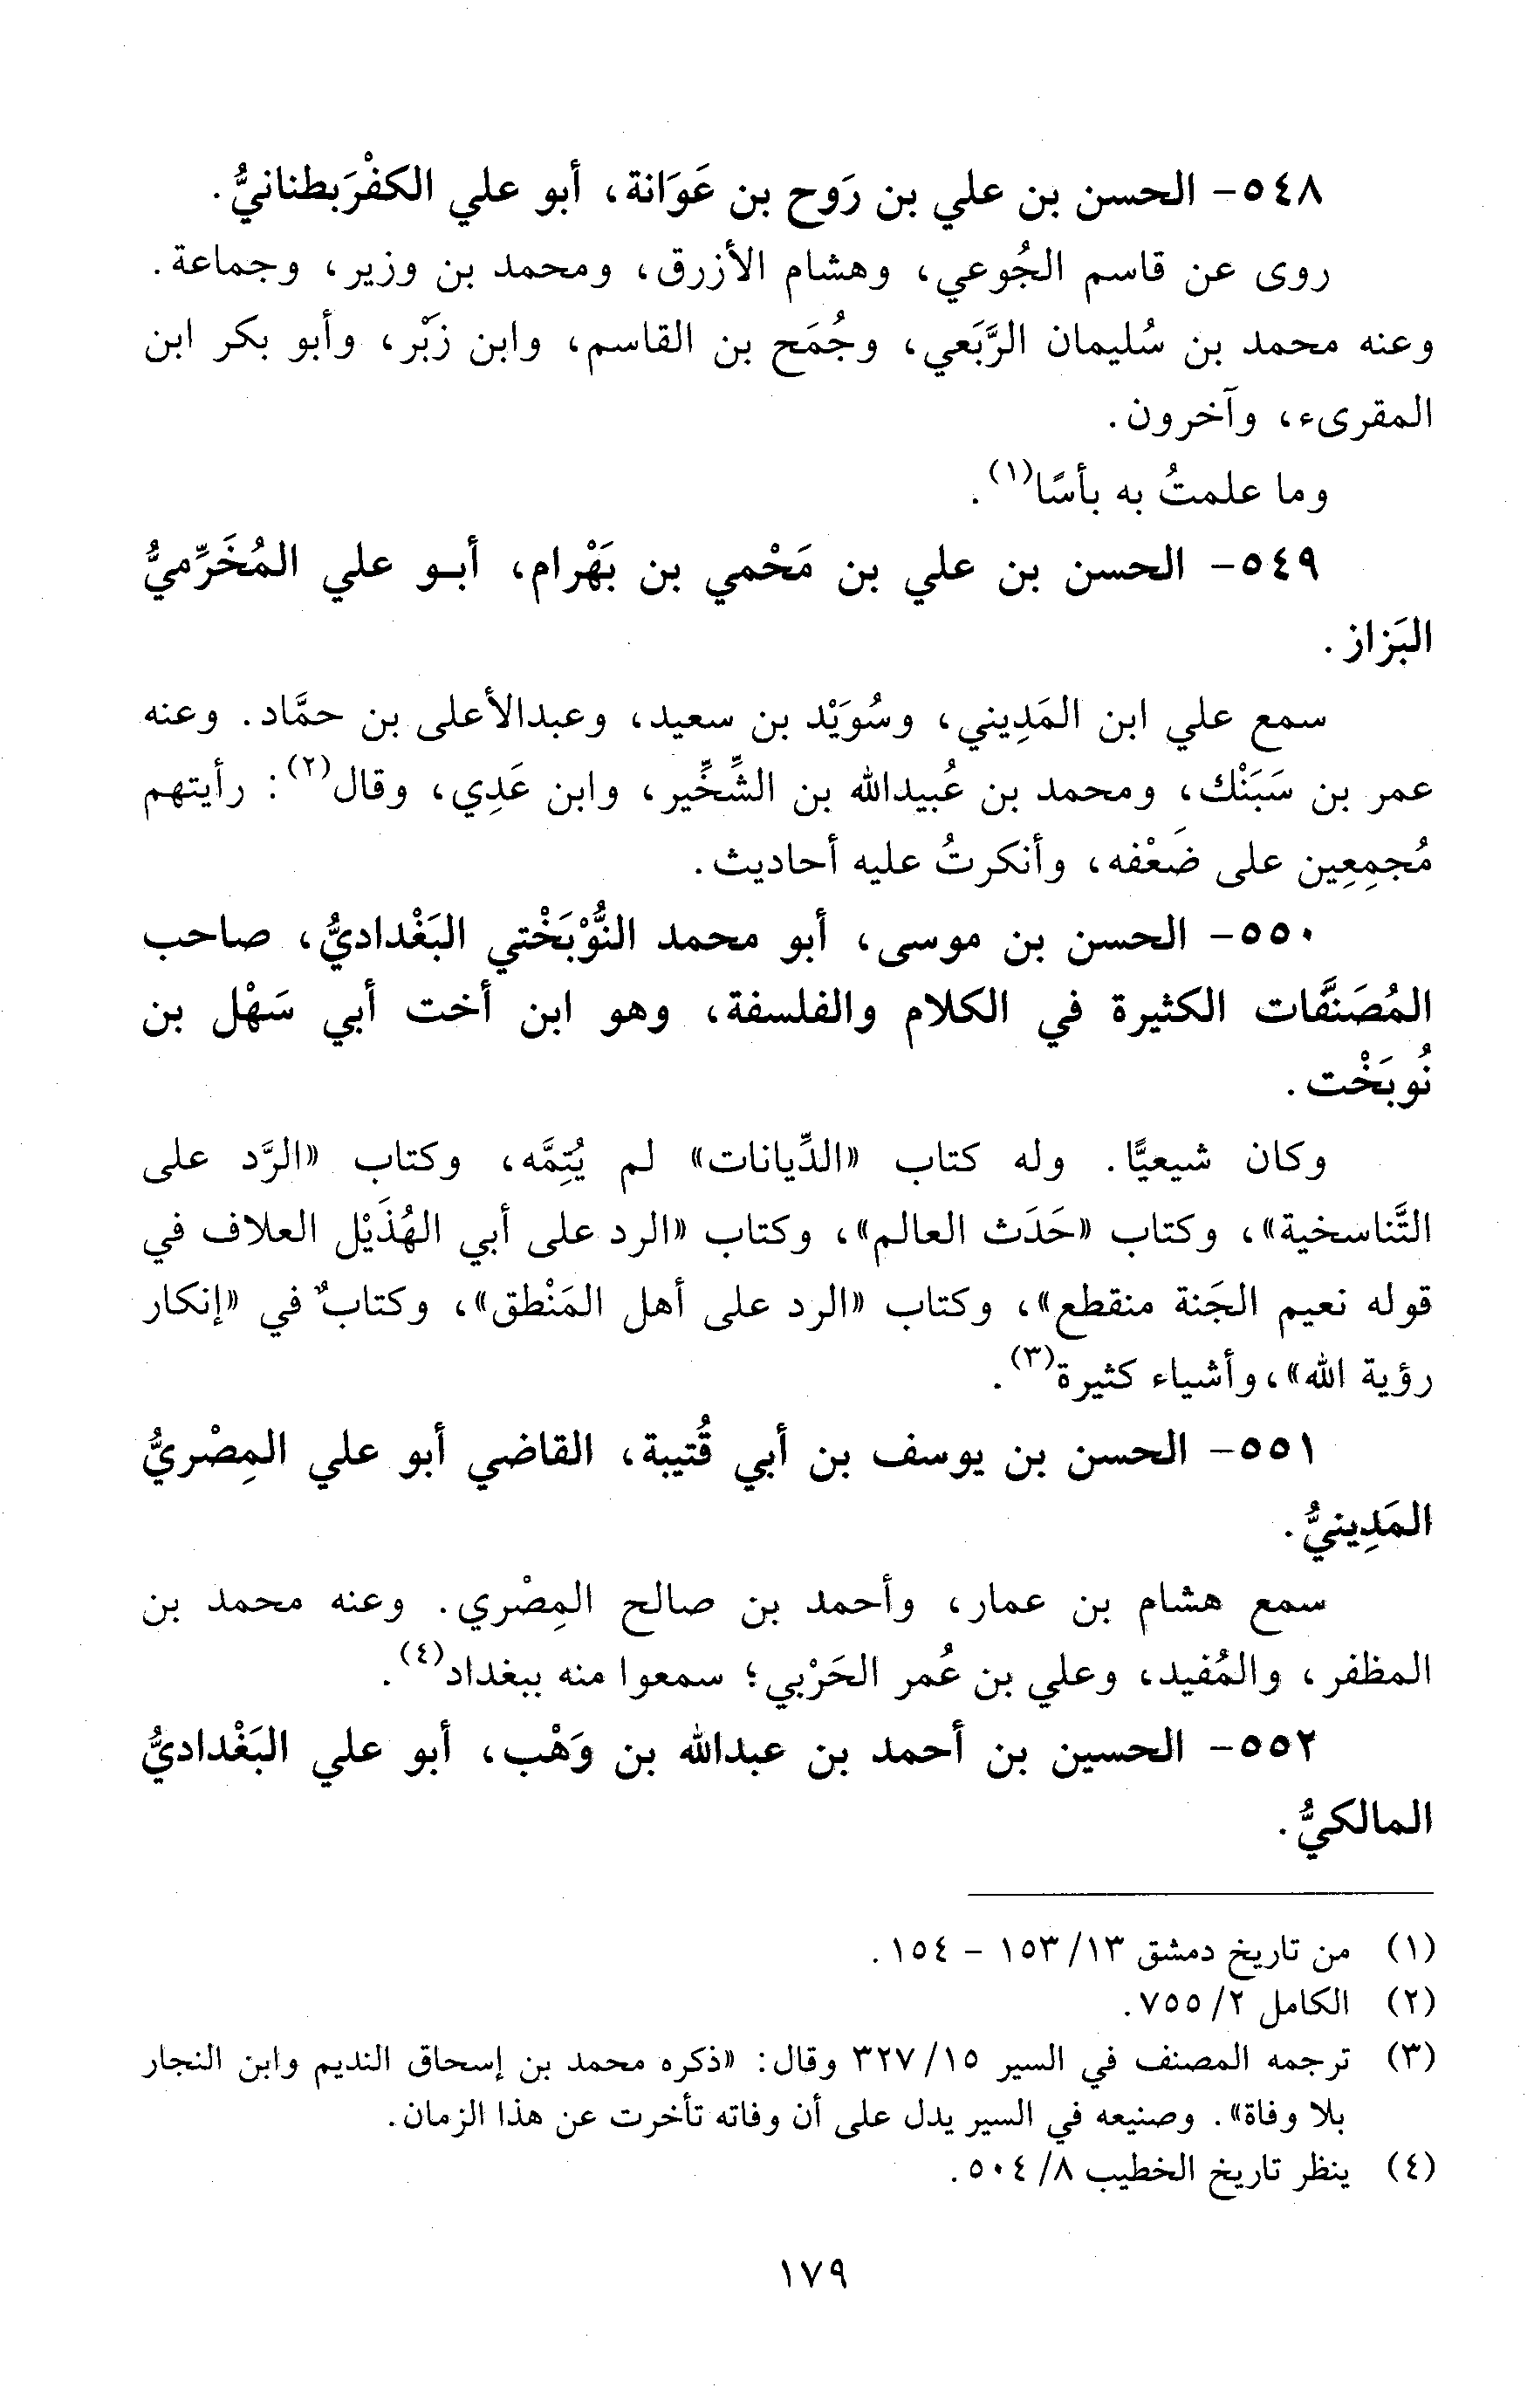 ٥٤٨- الحسن بن علي بن رَوح بن عَوَانة، أبو علي الكفْرَبطنانيُّ.
روى عن قاسم الجُوعي، وهشام الأزرق، ومحمد بن وزير، وجماعة.
وعنه محمد بن سُليمان الرَّبَعي، وجُمَح بن القاسم، وابن زَبْر، وأبو بكر ابن
المقرىء، وآخرون.
وما علمتُ به بأسًا(١).
٥٤٩- الحسن بن علي بن مَحْمي بن بَهْرام، أبو علي المُخَرِّميُّ
البَزاز.
سمع علي ابن المَدِيني، وسُوَيْد بن سعيد، وعبدالأعلى بن حمَّاد. وعنه
عمر بن سَبَنْك، ومحمد بن عُبيدالله بن الشِّخِّير، وابن عَدِي، وقال(٢): رأيتهم
مُجمِعِين على ضَعْفه، وأنكرتُ عليه أحاديث.
٥٥٠- الحسن بن موسى، أبو محمد النُّوْبَخْتي البَغْداديُّ، صاحب
المُصَنَّفات الكثيرة في الكلام والفلسفة، وهو ابن أخت أبي سَهْل بن
نُوبَخْت.
وكان شيعيًّا. وله كتاب «الدِّيانات» لم يُتِمَّه، وكتاب «الرَّد على
التَّناسخية»، وكتاب «حَدَث العالم»، وكتاب «الرد على أبي الهُذَيْل العلاف في
قوله نعيم الجَنة منقطع»، وكتاب «الرد على أهل المَنْطق»، وكتابٌ في «إنكار
رؤية الله»، وأشياء كثيرة(٣).
٥٥١- الحسن بن يوسف بن أبي قُتيبة، القاضي أبو علي المِصْريُّ
المَدِينيُّ.
سمع هشام بن عمار، وأحمد بن صالح المِصْري. وعنه محمد بن
المظفر، والمُفيد، وعلي بن عُمر الحَرْبي؛ سمعوا منه ببغداد(٤).
٥٥٢- الحسين بن أحمد بن عبدالله بن وَهْب، أبو علي البَغْداديُّ
المالكيُّ.
(١) من تاريخ دمشق ١٣/ ١٥٣ - ١٥٤.
(٢) الكامل ٢/ ٧٥٥.
(٣) ترجمه المصنف في السير ١٥/ ٣٢٧ وقال: «ذكره محمد بن إسحاق النديم وابن النجار
بلا وفاة». وصنيعه في السير يدل على أن وفاته تأخرت عن هذا الزمان.
(٤) ينظر تاريخ الخطيب ٨/ ٥٠٤.
١٧٩